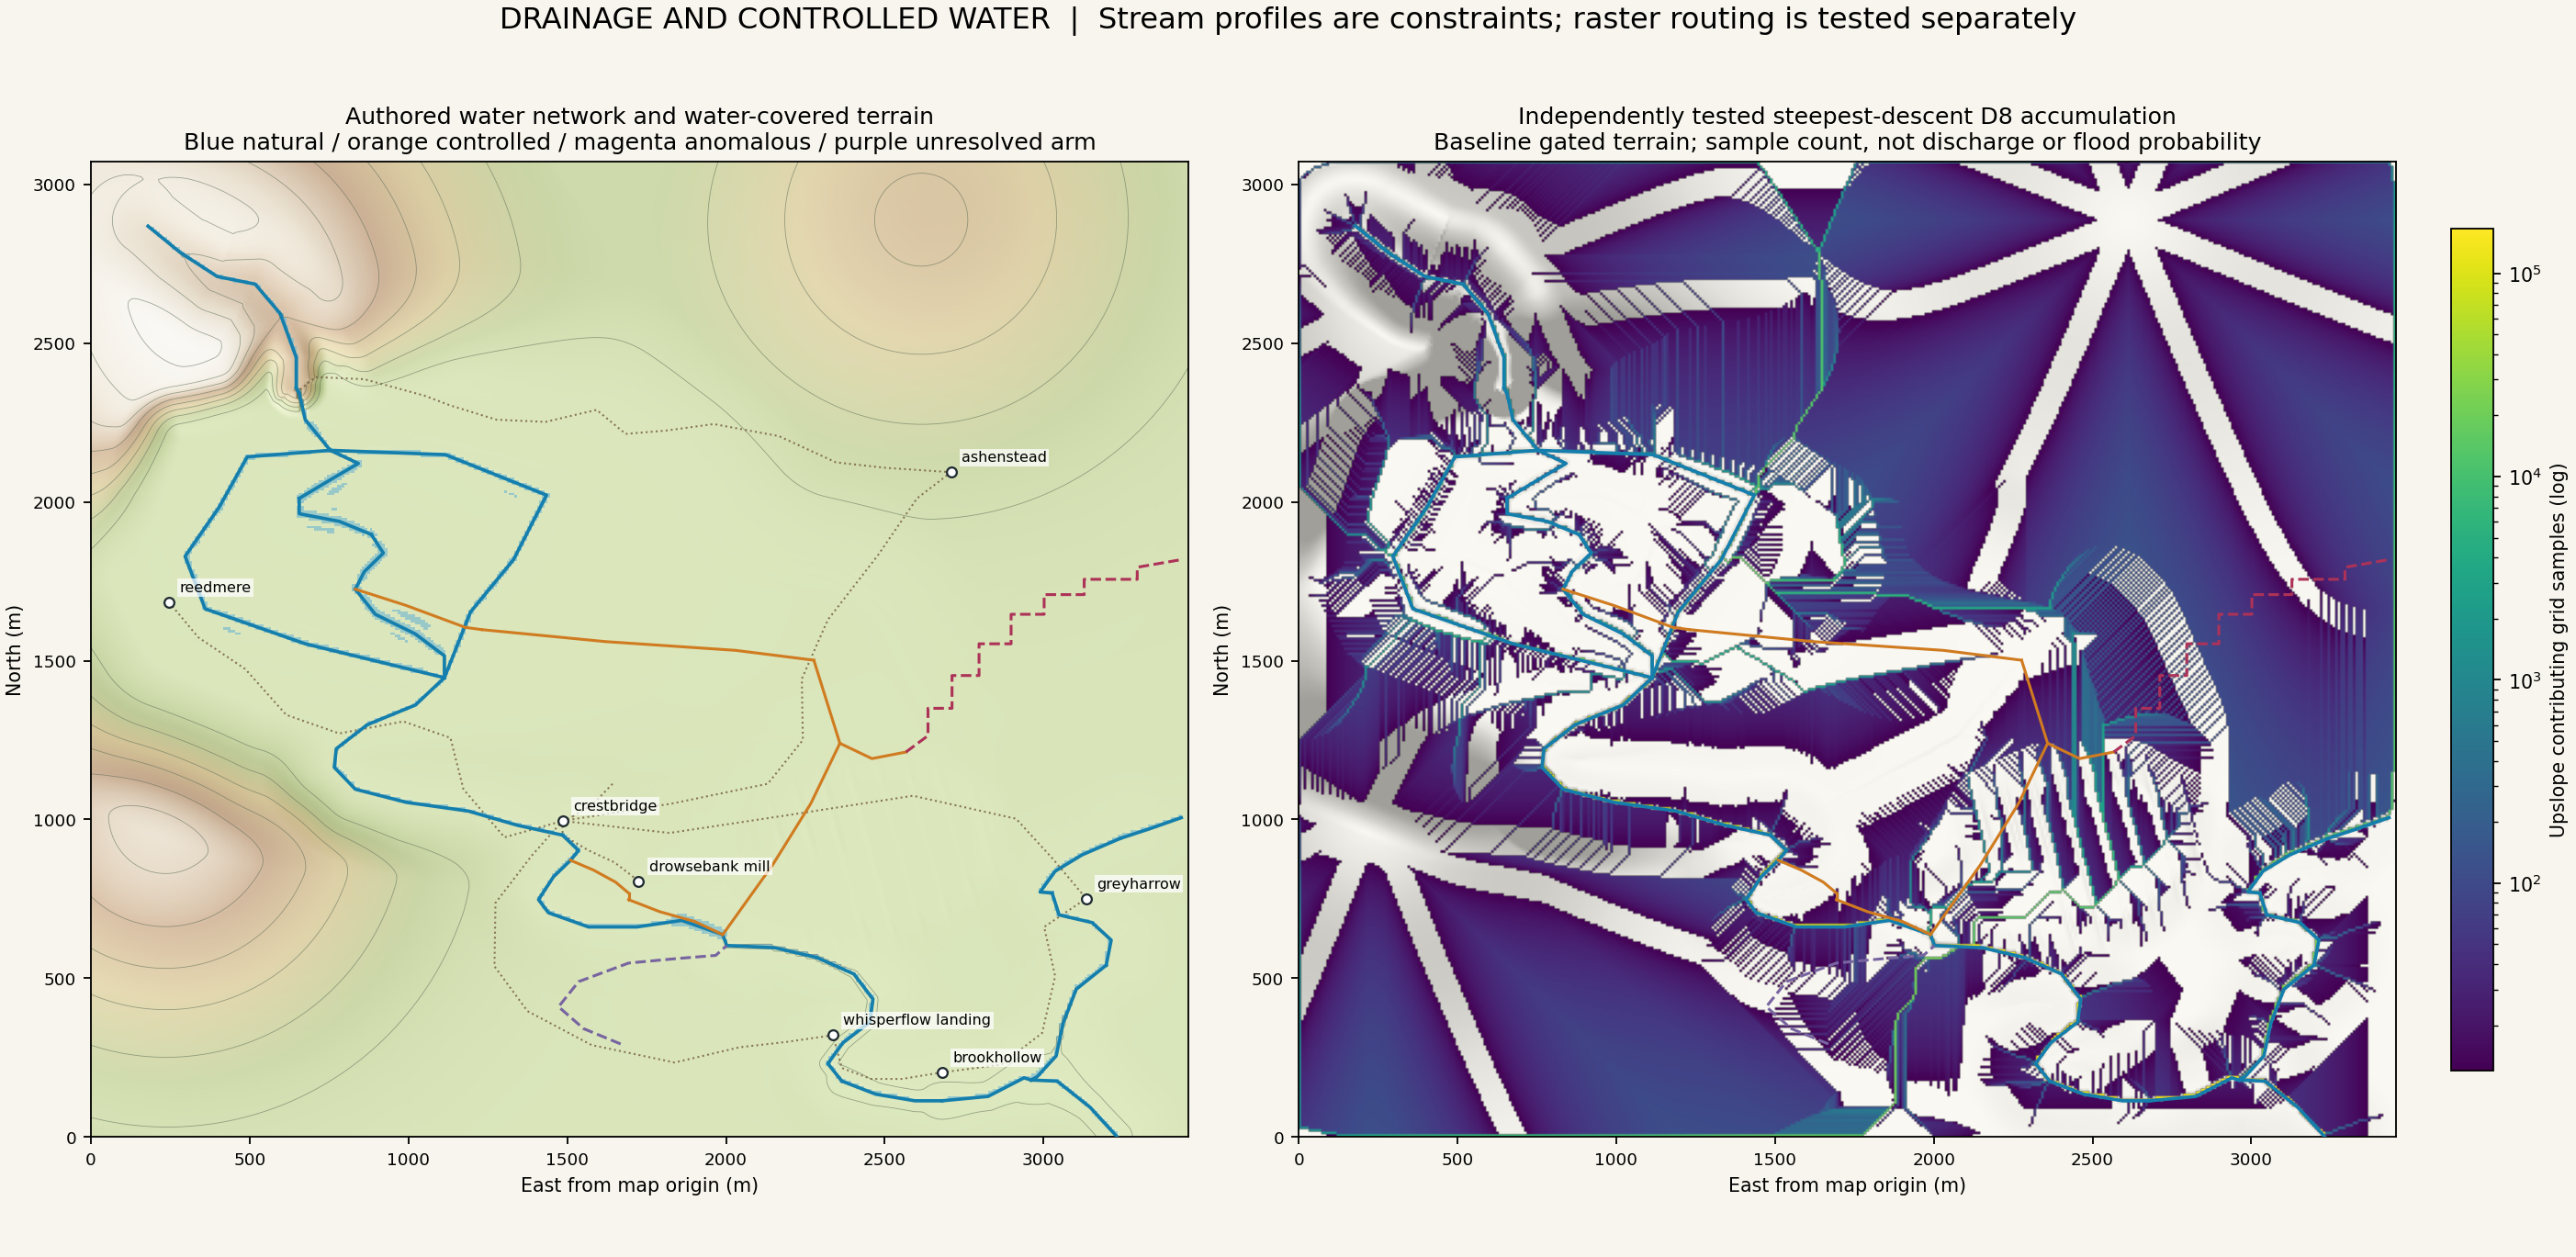 DRAINAGE AND CONTROLLED WATER | Stream profiles are constraints; raster routing is tested separately
Authored water network and water-covered terrain
Blue natural / orange controlled / magenta anomalous / purple unresolved arm
3000
2500
2000
1500
1000
500
0
North (m)
ashenstead
reedmere
crestbridge
drowsebank mill
greyharrow
whisperflow landing
brookhollow
0
500
1000
1500
2000
2500
3000
East from map origin (m)
Independently tested steepest-descent D8 accumulation
Baseline gated terrain; sample count, not discharge or flood probability
3000
2500
2000
1500
1000
500
0
North (m)
0
500
1000
1500
2000
2500
3000
East from map origin (m)
10⁵
10⁴
10³
10²
Upslope contributing grid samples (log)